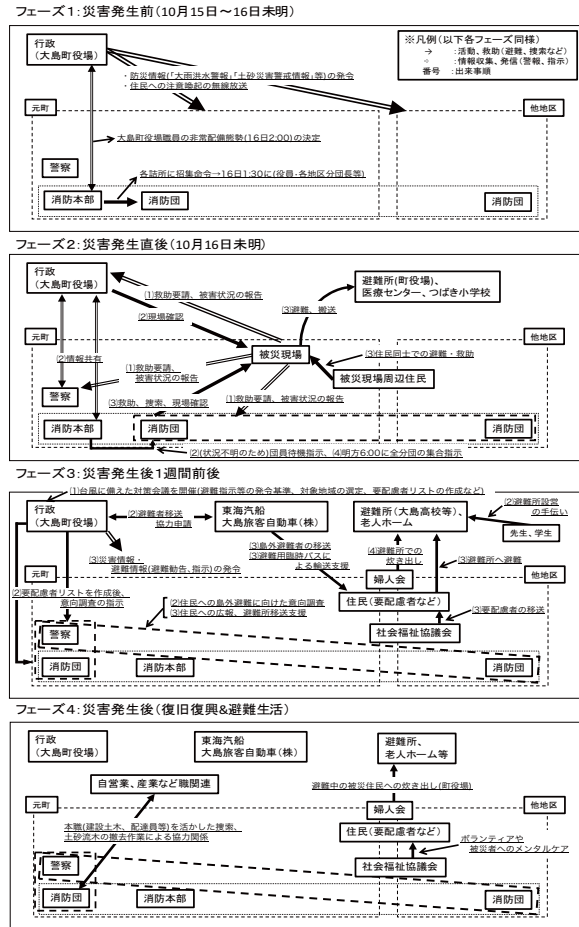 フェーズ1:災害発生前(10月15日～16日未明)
行政
(大島町役場)
※凡例(以下各フェーズ同様)
→ :活動、救助(避難、捜索など)
⇒ :情報収集、発信(警報、指示)
番号 :出来事順
・防災情報(「大雨洪水警報」「土砂災害警戒情報」等)の発令
・住民への注意喚起の無線放送
元町
他地区
大島町役場職員の非常配備態勢(16日2:00)の決定
警察
各詰所に招集命令→16日1:30に(役員・各地区分団長等)
消防本部
消防団
消防団
フェーズ2:災害発生直後(10月16日未明)
行政
(大島町役場)
(1)救助要請、被害状況の報告
避難所(町役場)、
医療センター、つばき小学校
(2)現場確認
(3)避難、搬送
元町
他地区
被災現場
(2)情報共有
(3)住民同士での避難・救助
(1)救助要請、
被害状況の報告
被災現場周辺住民
警察
(3)救助、捜索、現場確認
(1)救助要請、被害状況の報告
消防本部
消防団
消防団
(2)(状況不明のため)団員待機指示、(4)明方6:00に全分団の集合指示
フェーズ3:災害発生後1週間前後
(1)台風に備えた対策会議を開催(避難指示等の発令基準、対象地域の選定、要配慮者リストの作成など)
行政
(大島町役場)
(2)避難者移送
協力申請
東海汽船
大島旅客自動車(株)
避難所(大島高校等)、
老人ホーム
(2)避難所設営
の手伝い
先生、学生
(3)災害情報・
避難情報(避難勧告、指示)の発令
(3)島外避難者の移送
(3)避難用臨時バスに
よる輸送支援
(4)避難所での
炊き出し
(3)避難所へ避難
元町
他地区
婦人会
(2)要配慮者リストを作成後、
意向調査の指示
(2)住民への島外避難に向けた意向調査
(3)住民への広報、避難所移送支援
住民(要配慮者など)
(3)要配慮者の移送
警察
社会福祉協議会
消防団
消防本部
消防団
フェーズ4:災害発生後(復旧復興&避難生活)
行政
(大島町役場)
東海汽船
大島旅客自動車(株)
避難所、
老人ホーム等
自営業、産業など職関連
避難中の被災住民への炊き出し(町役場)
元町
他地区
婦人会
本職(建設土木、配達員等)を活かした捜索、
土砂流木の撤去作業による協力関係
住民(要配慮者など)
ボランティアや
被災者へのメンタルケア
警察
社会福祉協議会
消防団
消防本部
消防団